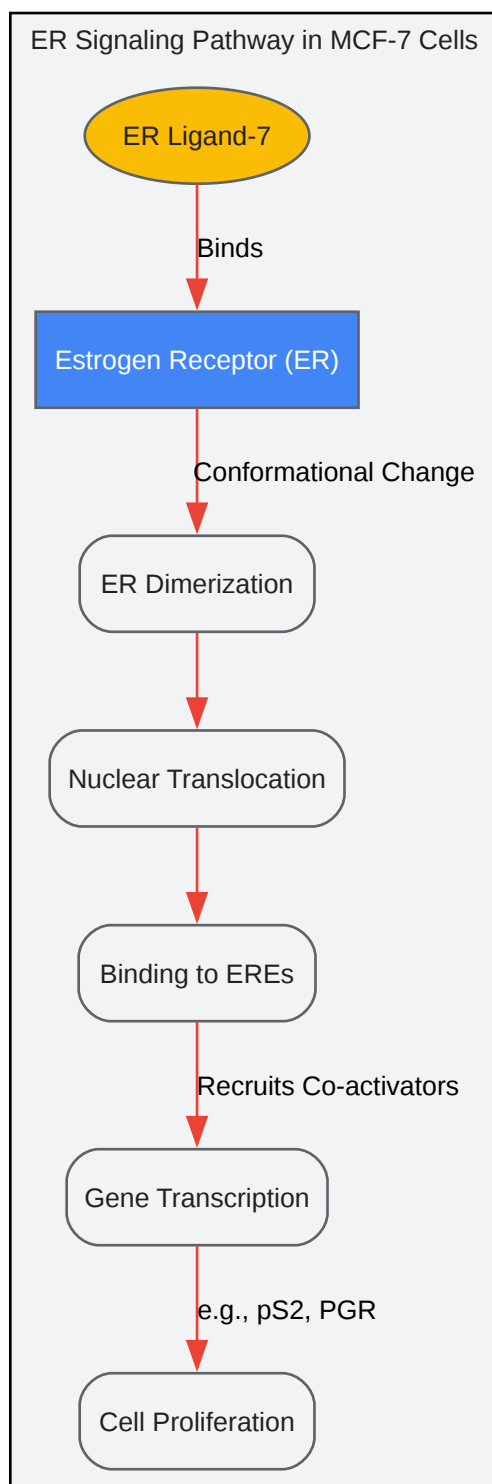 ER Signaling Pathway in MCF-7 Cells
ER Ligand-7
Binds
Estrogen Receptor (ER)
Conformational Change
ER Dimerization
Nuclear Translocation
Binding to EREs
Recruits Co-activators
Gene Transcription
e.g., pS2, PGR
Cell Proliferation